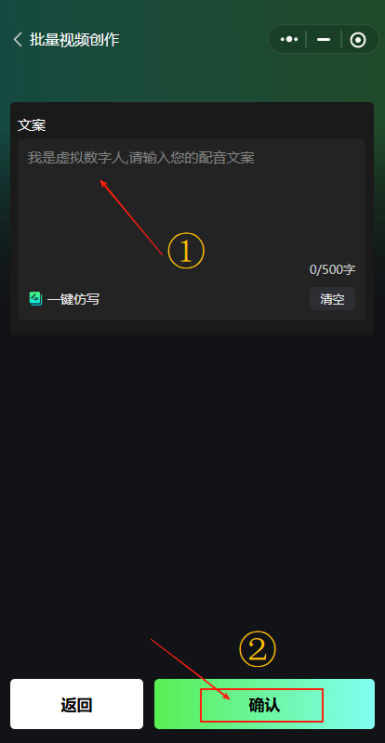 批量视频创作
文案
我是虚拟数字人,请输入您的配音文案
①
0/500字
一键仿写
清空
②
返回
确认